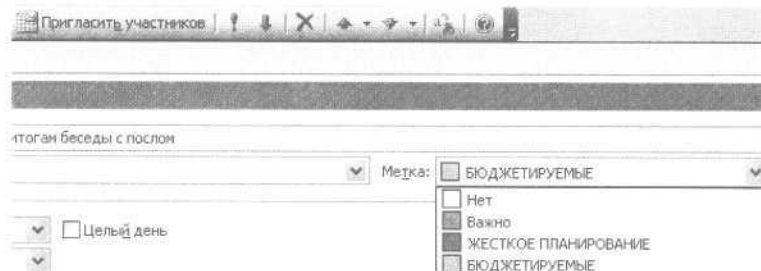 Пригласить участников
итогам беседы с послом
Метка: БЮДЖЕТИРУЕМЫЕ
Нет
Целый день
Важно
ЖЕСТКОЕ ПЛАНИРОВАНИЕ
БЮДЖЕТИРУЕМЫЕ